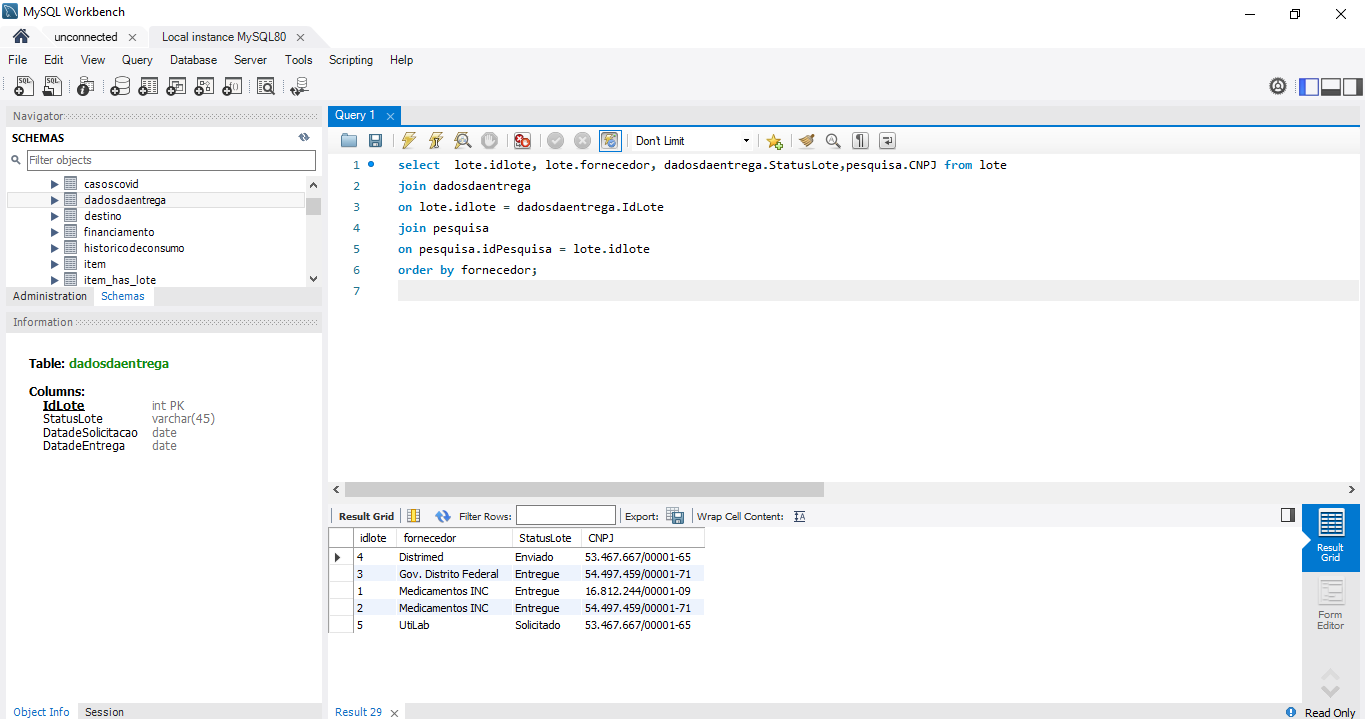 MySQL Workbench
unconnected
Local instance MySQL80
File Edit View Query Database Server Tools Scripting Help
Navigator
SCHEMAS
Filter objects
casoscovid
dadosdaentrega
destino
financiamento
historicodeconsumo
item
item_has_lote
Administration Schemas
Information
Table: dadosdaentrega
Columns:
IdLote int PK
StatusLote varchar(45)
DatadeSolicitacao date
DatadeEntrega date
Object Info Session
Query 1
Don't Limit
1 select lote.idlote, lote.fornecedor, dadosdaentrega.StatusLote,pesquisa.CNPJ from lote
2 join dadosdaentrega
3 on lote.idlote = dadosdaentrega.IdLote
4 join pesquisa
5 on pesquisa.idPesquisa = lote.idlote
6 order by fornecedor;
7
Result Grid Filter Rows: Export: Wrap Cell Content:
idlote fornecedor StatusLote CNPJ
4 Distrimed Enviado 53.467.667/00001-65
3 Gov. Distrito Federal Entregue 54.497.459/00001-71
1 Medicamentos INC Entregue 16.812.244/00001-09
2 Medicamentos INC Entregue 54.497.459/00001-71
5 UtiLab Solicitado 53.467.667/00001-65
Result
Grid
Form
Editor
Result 29
Read Only